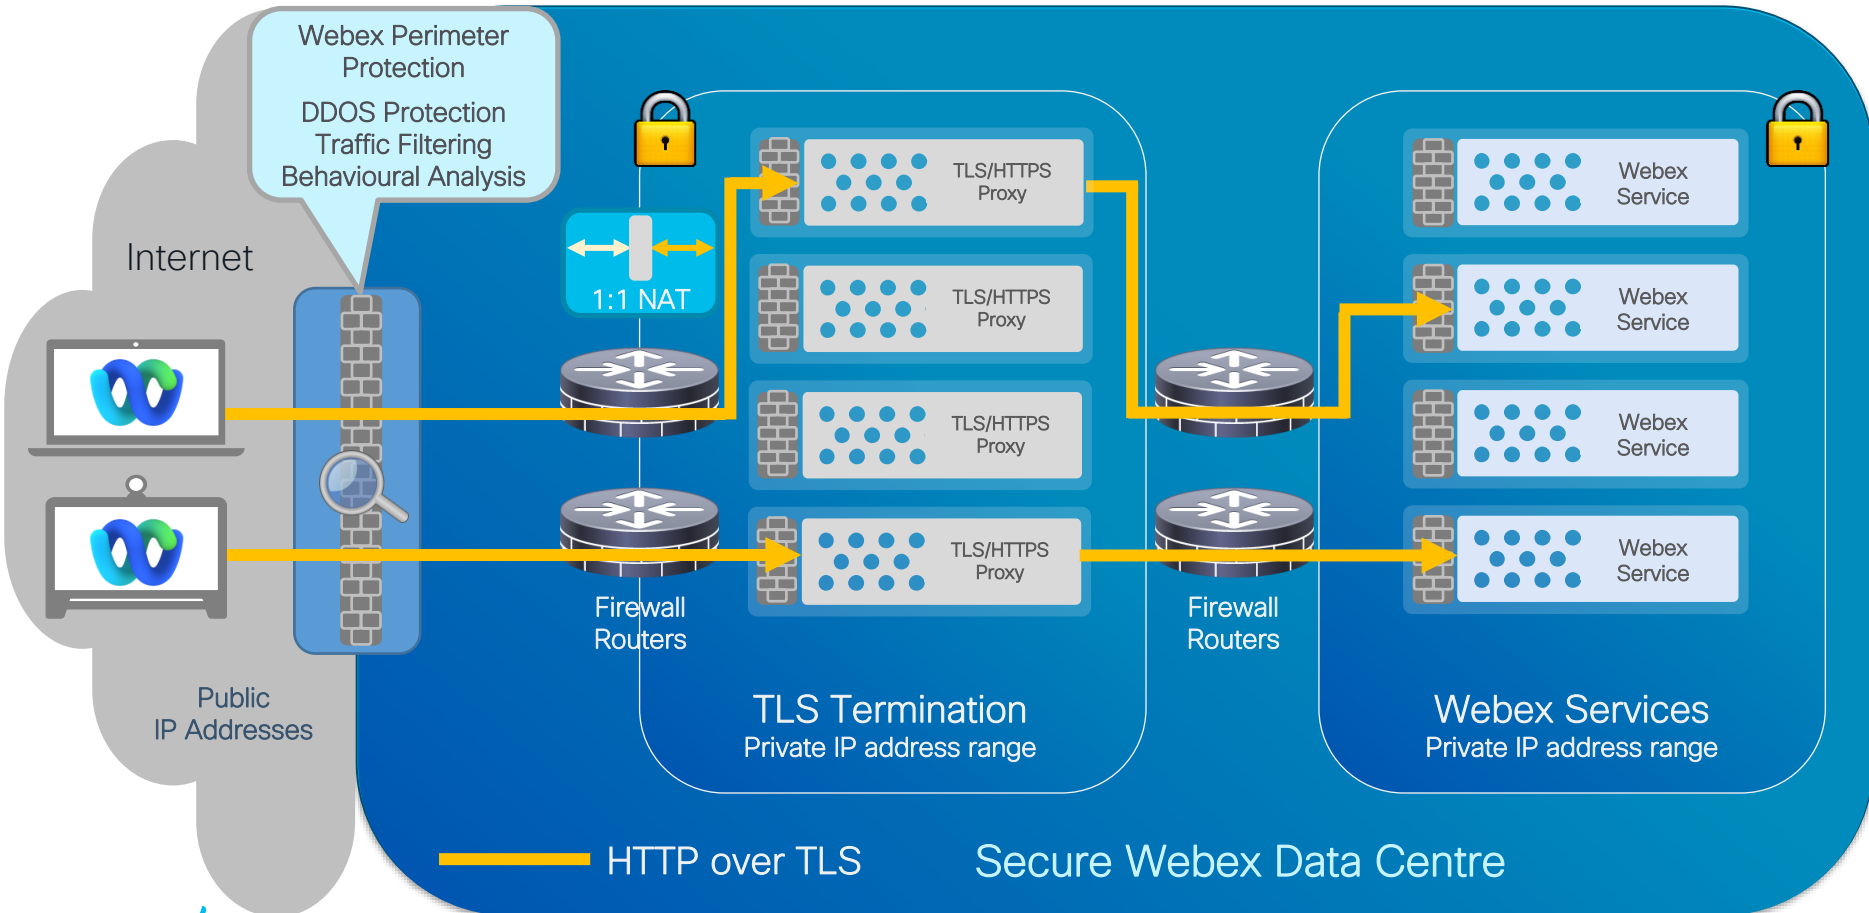 Webex Perimeter
Protection
DDOS Protection
Traffic Filtering
Behavioural Analysis
Internet
Public
IP Addresses
1:1 NAT
Firewall
Routers
TLS/HTTPS
Proxy
TLS/HTTPS
Proxy
TLS/HTTPS
Proxy
TLS/HTTPS
Proxy
TLS Termination
Private IP address range
Firewall
Routers
Webex
Service
Webex
Service
Webex
Service
Webex
Service
Webex Services
Private IP address range
HTTP over TLS
Secure Webex Data Centre